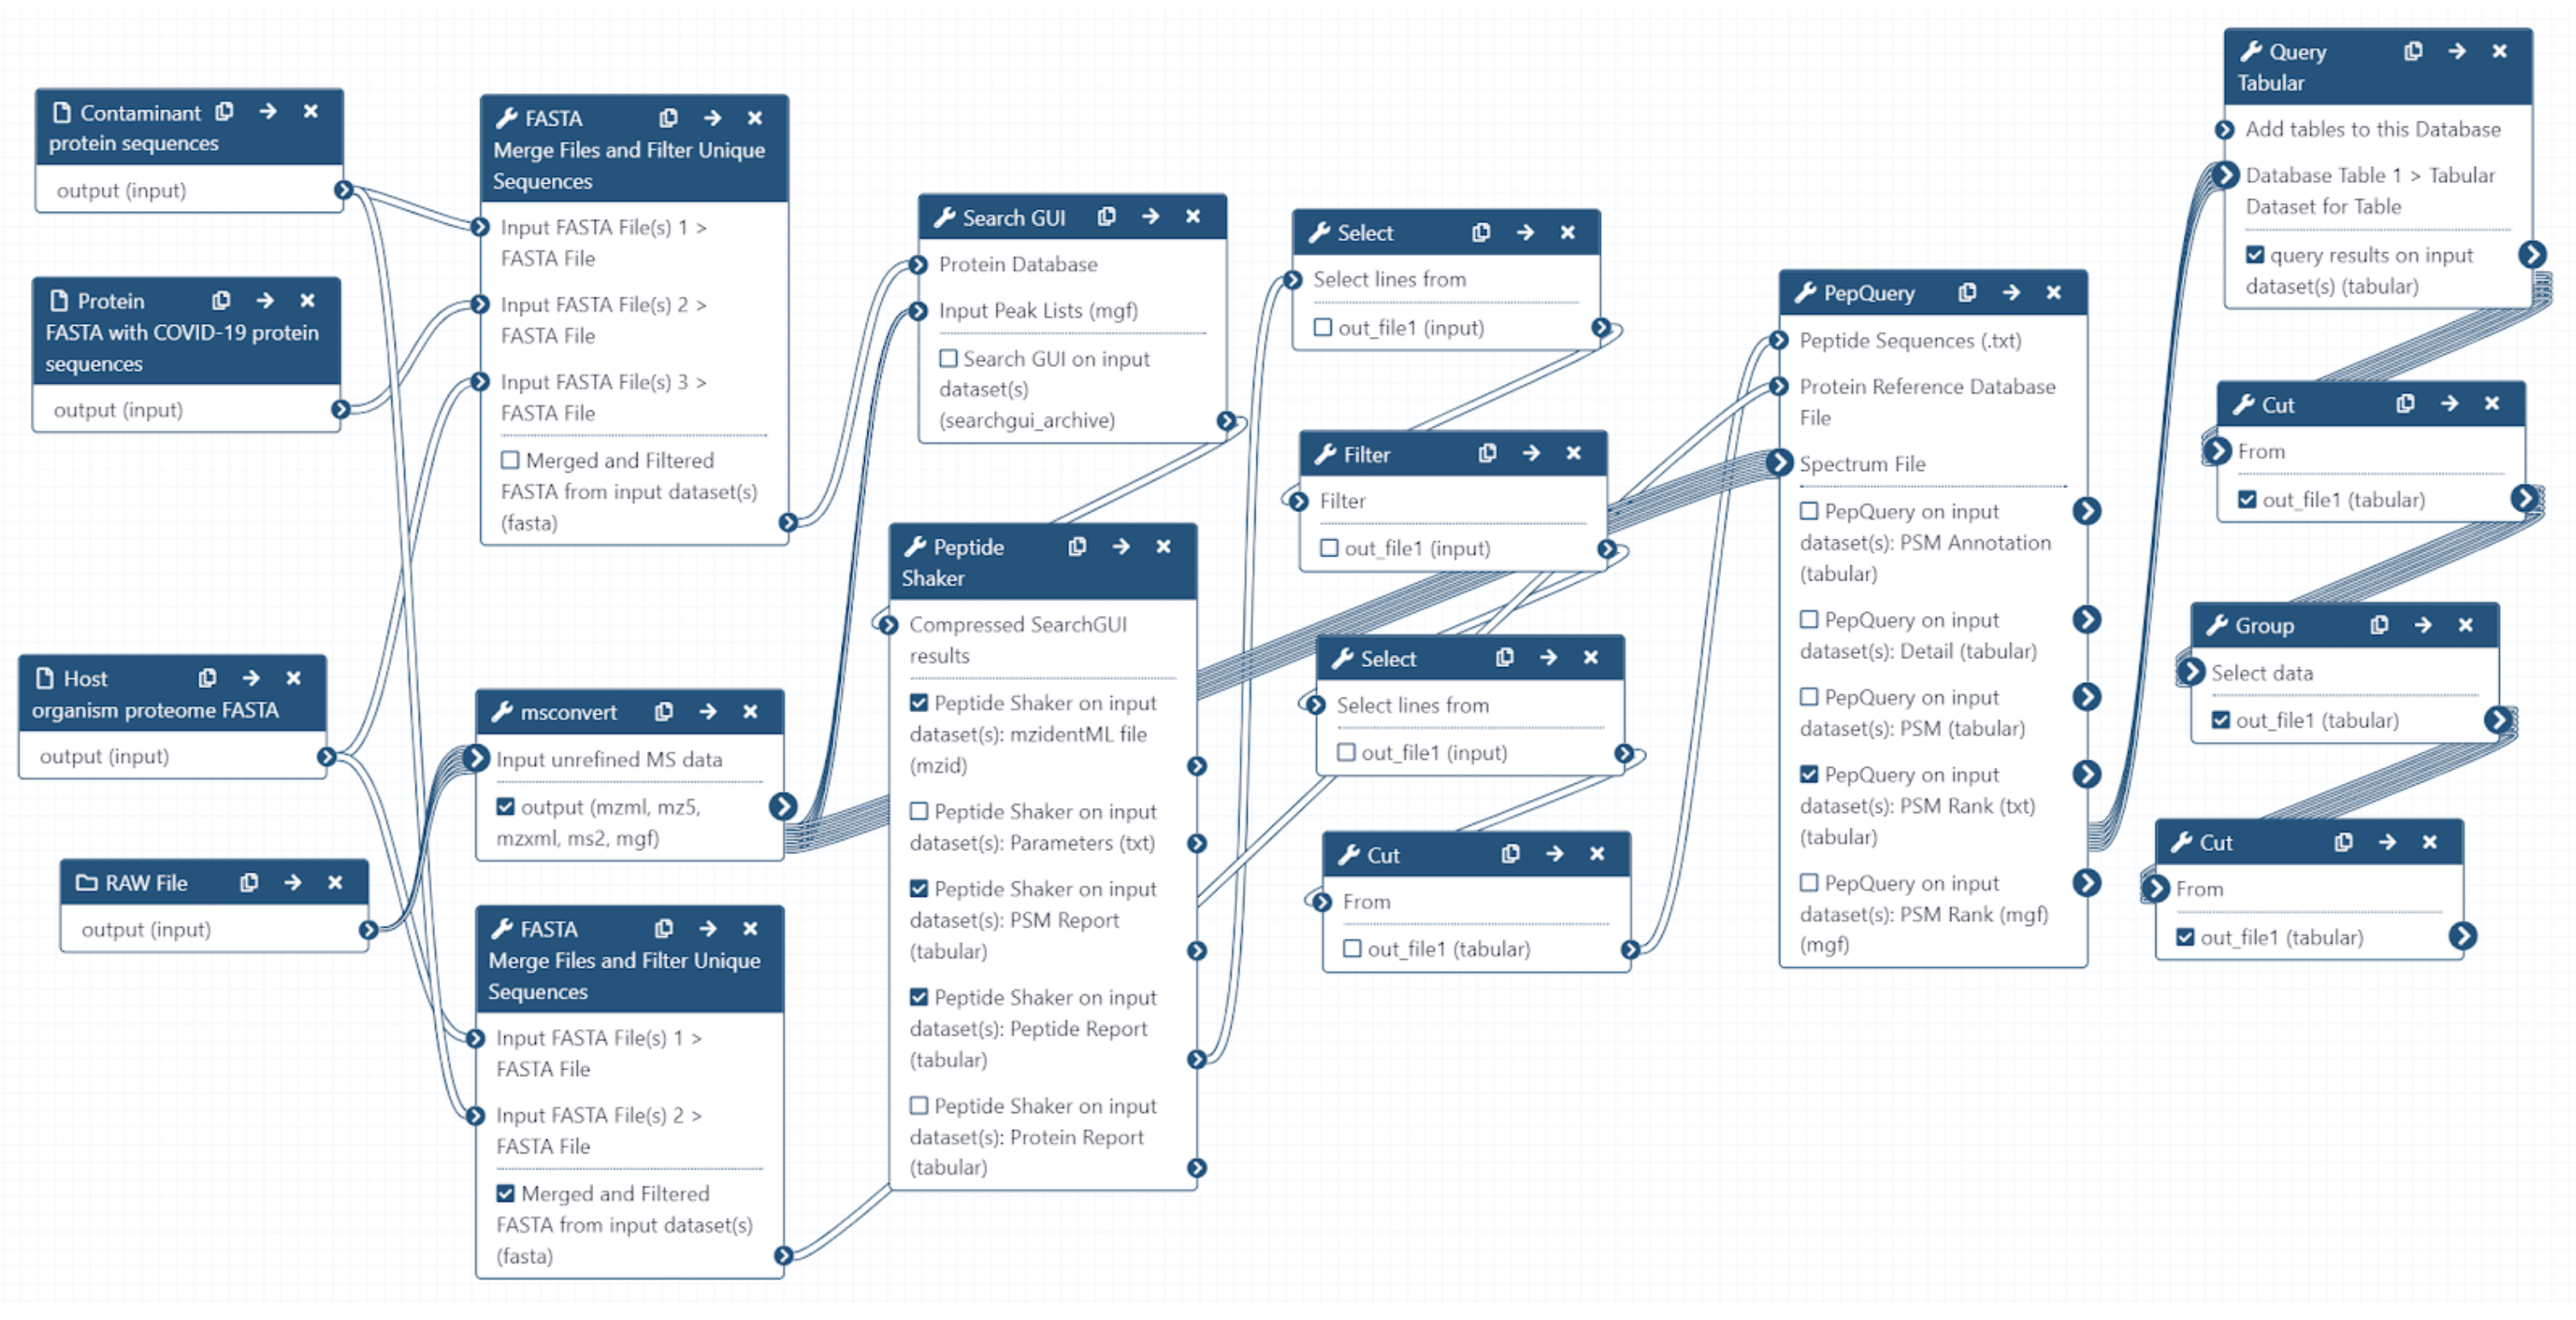 Contaminant
protein sequences
output (input)
Protein
FASTA with COVID-19 protein
sequences
output (input)
Host
organism proteome FASTA
output (input)
RAW File
output (input)
FASTA
Merge Files and Filter Unique
Sequences
Input FASTA File(s) 1 >
FASTA File
Input FASTA File(s) 2 >
FASTA File
Input FASTA File(s) 3 >
FASTA File
Merged and Filtered
FASTA from input dataset(s)
(fasta)
msconvert
Input unrefined MS data
output (mzml, mz5,
mzxml, ms2, mgf)
FASTA
Merge Files and Filter Unique
Sequences
Input FASTA File(s) 1 >
FASTA File
Input FASTA File(s) 2 >
FASTA File
Merged and Filtered
FASTA from input dataset(s)
(fasta)
Search GUI
Protein Database
Input Peak Lists (mgf)
Search GUI on input
dataset(s)
(searchgui_archive)
Peptide
Shaker
Compressed SearchGUI
results
Peptide Shaker on input
dataset(s): mzidentML file
(mzid)
Peptide Shaker on input
dataset(s): Parameters (txt)
Peptide Shaker on input
dataset(s): PSM Report
(tabular)
Peptide Shaker on input
dataset(s): Peptide Report
(tabular)
Peptide Shaker on input
dataset(s): Protein Report
(tabular)
Select
Select lines from
out_file1 (input)
Filter
Filter
out_file1 (input)
Select
Select lines from
out_file1 (input)
Cut
From
out_file1 (tabular)
PepQuery
Peptide Sequences (.txt)
Protein Reference Database
File
Spectrum File
PepQuery on input
dataset(s): PSM Annotation
(tabular)
PepQuery on input
dataset(s): Detail (tabular)
PepQuery on input
dataset(s): PSM (tabular)
PepQuery on input
dataset(s): PSM Rank (txt)
(tabular)
PepQuery on input
dataset(s): PSM Rank (mgf)
(mgf)
Query
Tabular
Add tables to this Database
Database Table 1 > Tabular
Dataset for Table
query results on input
dataset(s) (tabular)
Cut
From
out_file1 (tabular)
Group
Select data
out_file1 (tabular)
Cut
From
out_file1 (tabular)